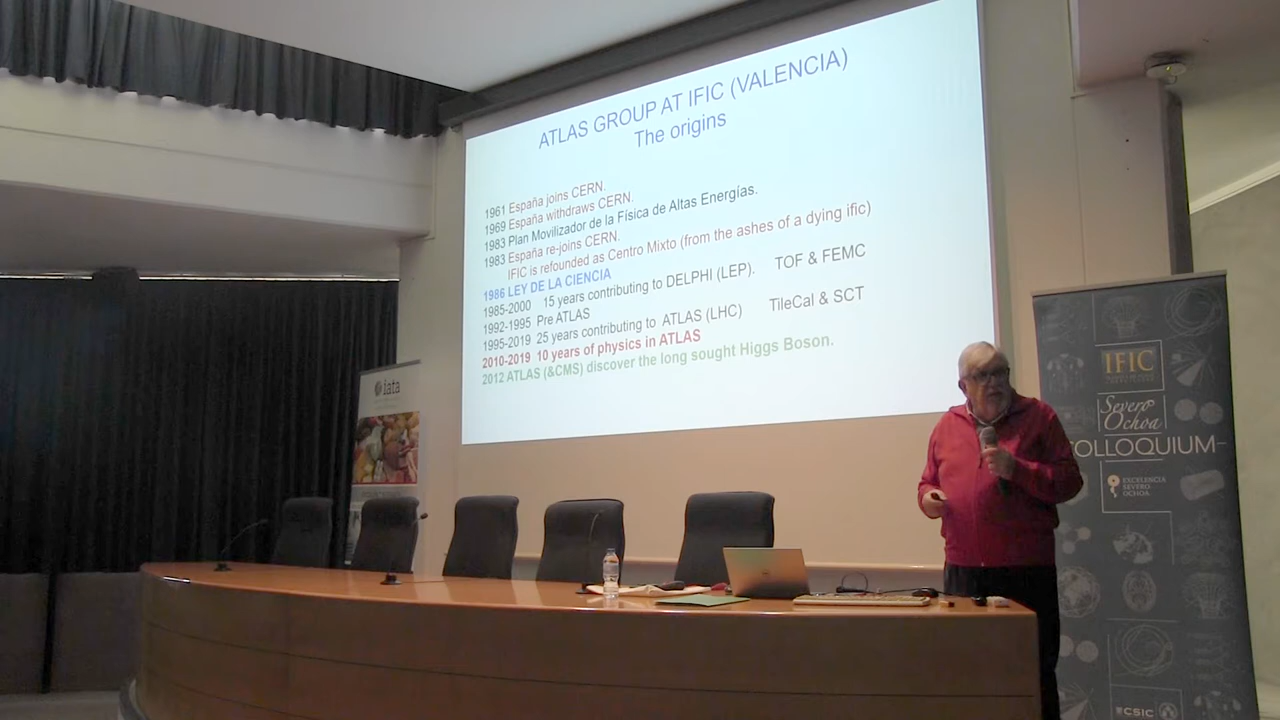 ATLAS GROUP AT IFIC (VALENCIA)
The origins
1961 España joins CERN.
1969 España withdraws CERN.
1983 Plan Movilizador de la Física de Altas Energías.
1983 España re-joins CERN.
IFIC is refounded as Centro Mixto (from the ashes of a dying ific)
1986 LEY DE LA CIENCIA
1985-2000 15 years contributing to DELPHI (LEP). TOF & FEMC
1992-1995 Pre ATLAS
1995-2019 25 years contributing to ATLAS (LHC) TileCal & SCT
2010-2019 10 years of physics in ATLAS
2012 ATLAS (&CMS) discover the long sought Higgs Boson.
iata
IFIC
Severo
Ochoa
COLLOQUIUM
EXCELENCIA
SEVERO
OCHOA
CSIC